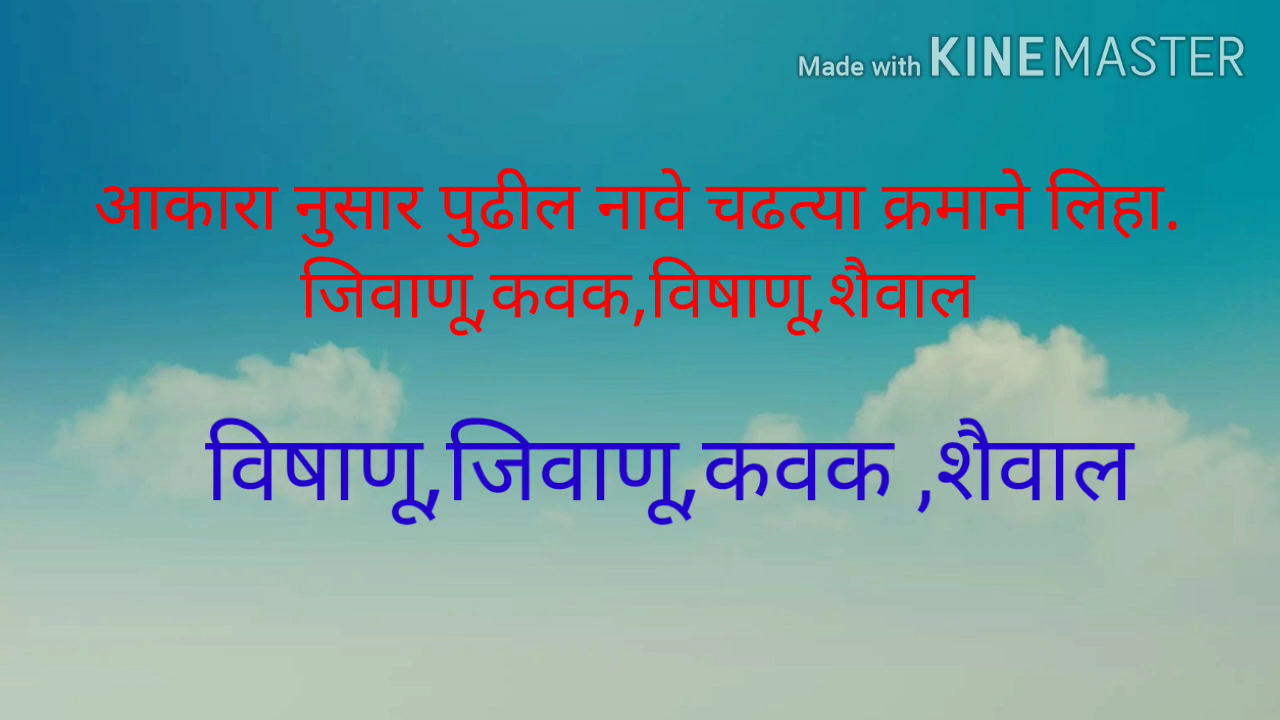 Made with KINEMASTER
आकारा नुसार पुढील नावे चढत्या क्रमाने लिहा.
जिवाणू,कवक,विषाणू,शैवाल
विषाणू,जिवाणू,कवक ,शैवाल